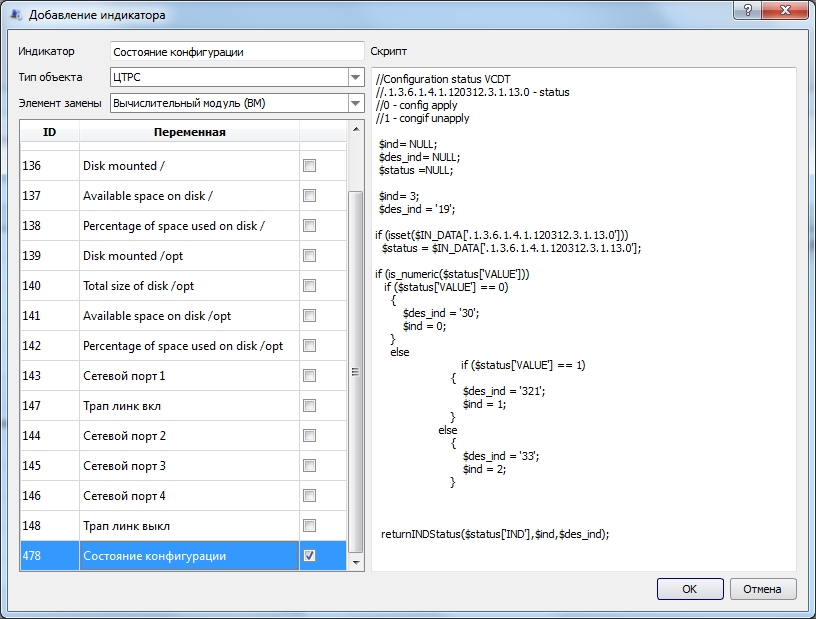 Добавление индикатора
Индикатор
Состояние конфигурации
Скрипт
Тип объекта
ЦТРС
Элемент замены
Вычислительный модуль (ВМ)
ID Переменная
136 Disk mounted /
137 Available space on disk /
138 Percentage of space used on disk /
139 Disk mounted /opt
140 Total size of disk /opt
141 Available space on disk /opt
142 Percentage of space used on disk /opt
143 Сетевой порт 1
147 Трап линк вкл
144 Сетевой порт 2
145 Сетевой порт 3
146 Сетевой порт 4
148 Трап линк выкл
478 Состояние конфигурации
//Configuration status VCDT
//.1.3.6.1.4.1.120312.3.1.13.0 - status
//0 - config apply
//1 - congif unapply
$ind= NULL;
$des_ind= NULL;
$status =NULL;
$ind= 3;
$des_ind = '19';
if (isset($IN_DATA['.1.3.6.1.4.1.120312.3.1.13.0']))
$status = $IN_DATA['.1.3.6.1.4.1.120312.3.1.13.0'];
if (is_numeric($status['VALUE']))
if ($status['VALUE'] == 0)
{
$des_ind = '30';
$ind = 0;
}
else
if ($status['VALUE'] == 1)
{
$des_ind = '321';
$ind = 1;
}
else
{
$des_ind = '33';
$ind = 2;
}
returnINDStatus($status['IND'],$ind,$des_ind);
OK
Отмена